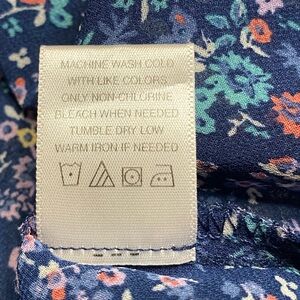 MACHINE WASH COLD
WITH LIKE COLORS
ONLY NON-CHLORINE
BLEACH WHEN NEEDED
TUMBLE DRY LOW
WARM IRON IF NEEDED